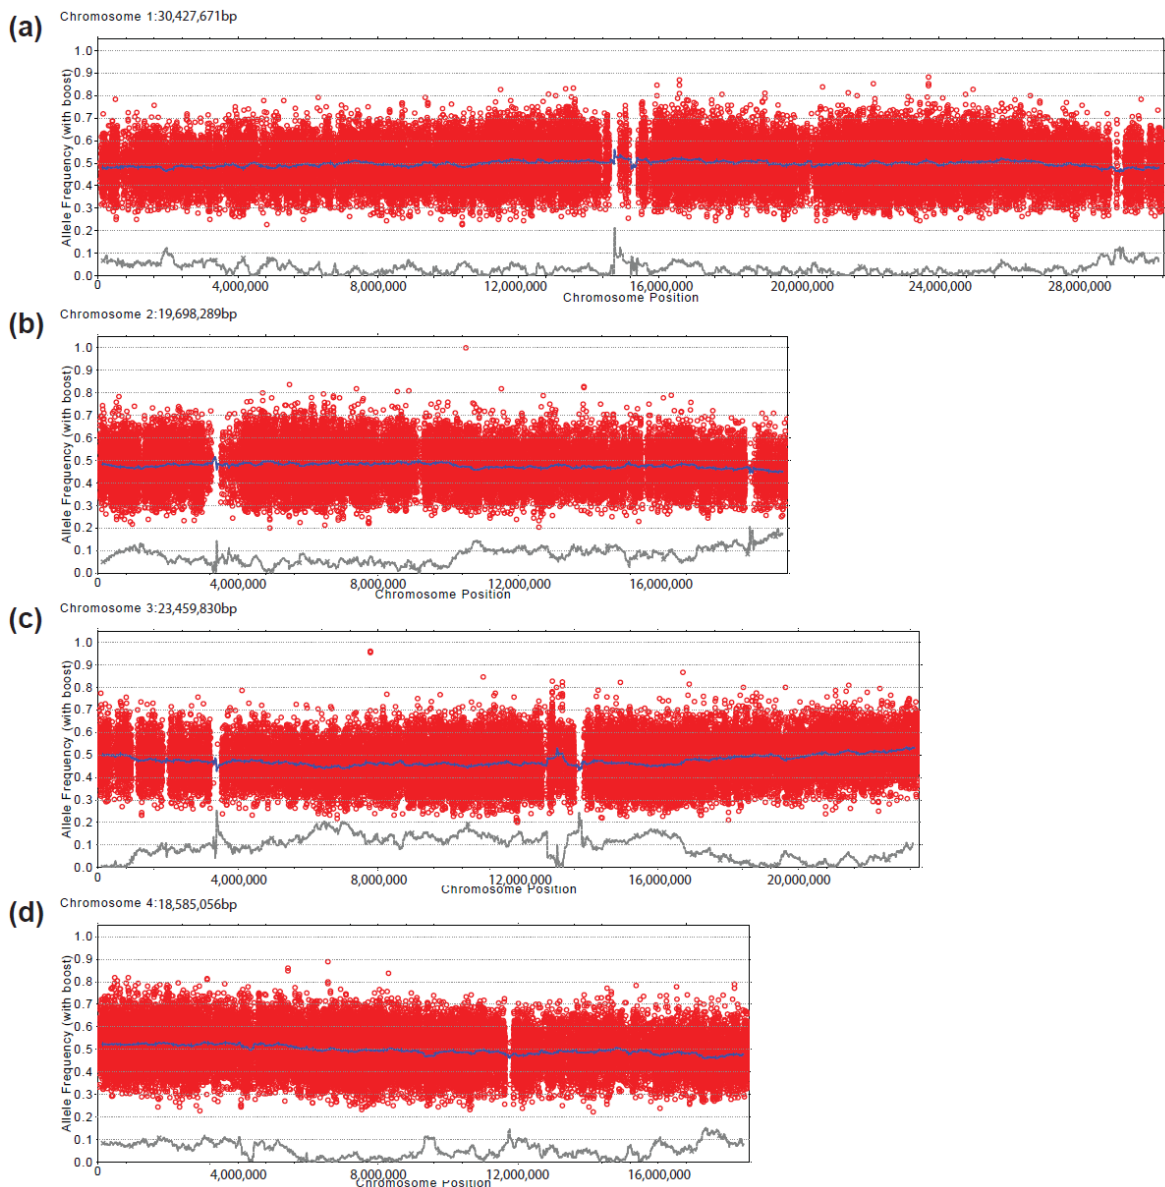 (a)
Chromosome 1:30,427,671bp
Allele Frequency (with boost)
1.0
0.9
0.8
0.7
0.6
0.5
0.4
0.3
0.2
0.1
0.0
0 4,000,000 8,000,000 12,000,000 16,000,000 20,000,000 24,000,000 28,000,000
Chromosome Position
(b)
Chromosome 2:19,698,289bp
Allele Frequency (with boost)
1.0
0.9
0.8
0.7
0.6
0.5
0.4
0.3
0.2
0.1
0.0
0 4,000,000 8,000,000 12,000,000 16,000,000
Chromosome Position
(c)
Chromosome 3:23,459,830bp
Allele Frequency (with boost)
1.0
0.9
0.8
0.7
0.6
0.5
0.4
0.3
0.2
0.1
0.0
0 4,000,000 8,000,000 12,000,000 16,000,000 20,000,000
Chromosome Position
(d)
Chromosome 4:18,585,056bp
Allele Frequency (with boost)
1.0
0.9
0.8
0.7
0.6
0.5
0.4
0.3
0.2
0.1
0.0
0 4,000,000 8,000,000 12,000,000 16,000,000
Chromosome Position